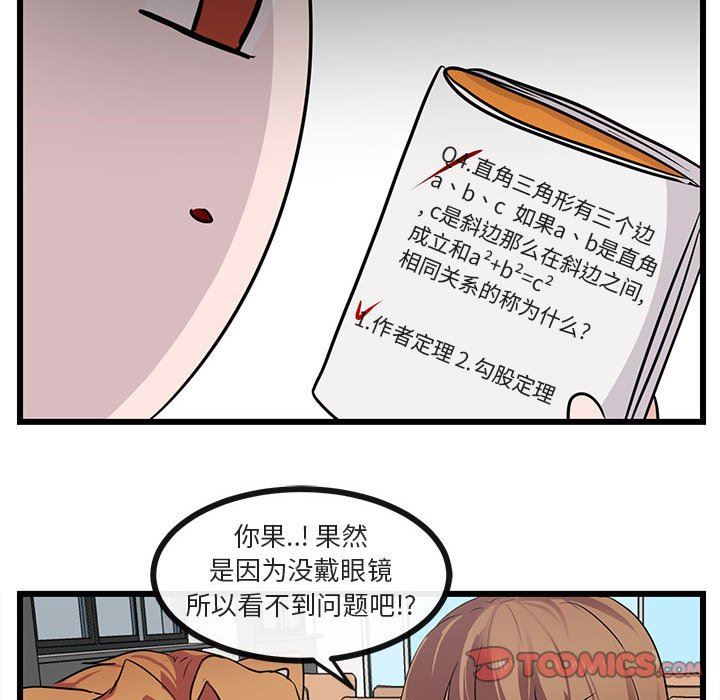 Q4.直角三角形有三个边
a、b、c 如果a、b是直角
,c是斜边那么在斜边之间,
成立和a²+b²=c²
相同关系的称为什么?
1.作者定理 2.勾股定理
你果..! 果然
是因为没戴眼镜
所以看不到问题吧!?
TOOMICS.COM